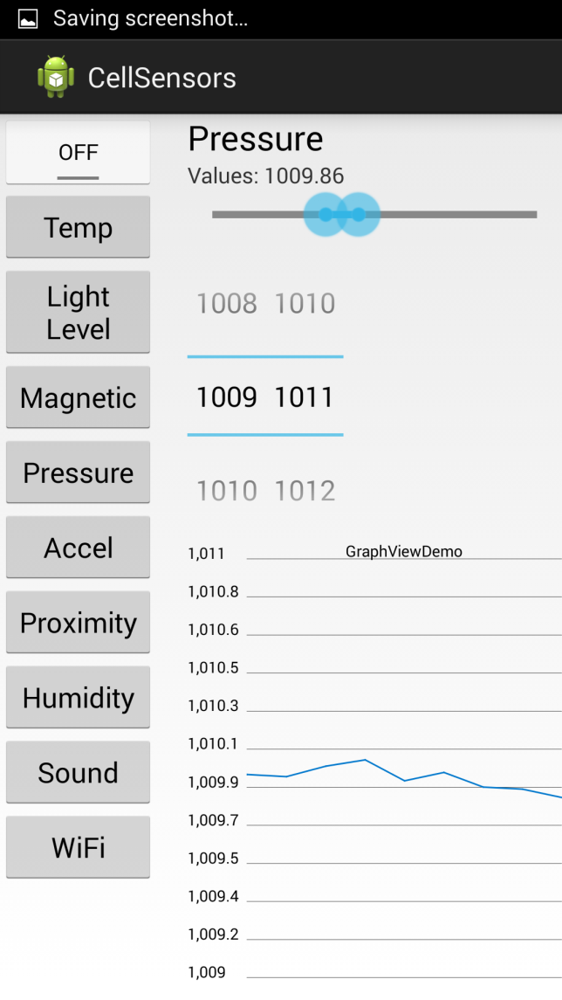 Saving screenshot...
CellSensors
OFF
Temp
Light
Level
Magnetic
Pressure
Accel
Proximity
Humidity
Sound
WiFi
Pressure
Values: 1009.86
1008 1010
1009 1011
1010 1012
GraphViewDemo
1,011
1,010.8
1,010.6
1,010.5
1,010.3
1,010.1
1,009.9
1,009.7
1,009.5
1,009.4
1,009.2
1,009